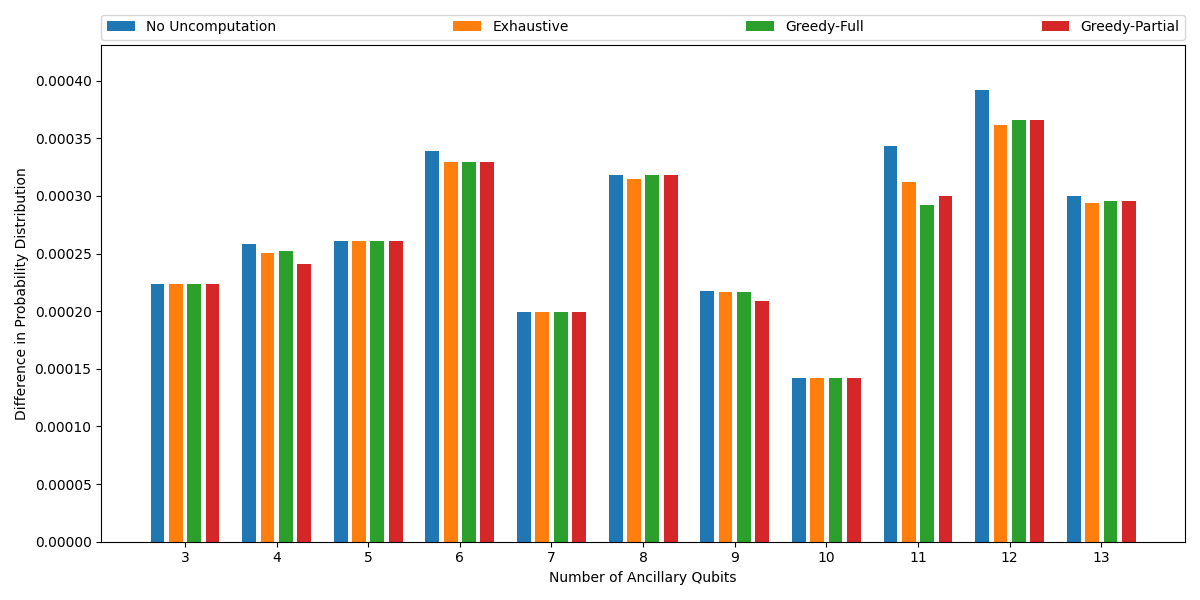 No Uncomputation Exhaustive Greedy-Full Greedy-Partial
Difference in Probability Distribution
0.00040
0.00035
0.00030
0.00025
0.00020
0.00015
0.00010
0.00005
0.00000
3 4 5 6 7 8 9 10 11 12 13
Number of Ancillary Qubits